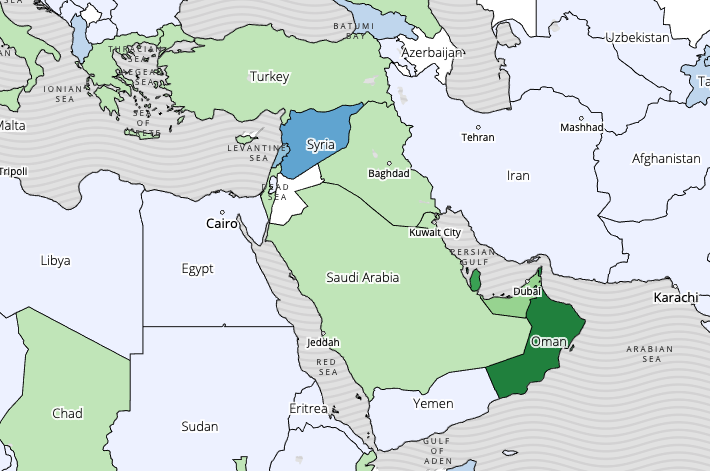 BATUMI
BAY
Azerbaijan
Uzbekistan
Turkey
AEGEAN
SEA
IONIAN
SEA
SEA
OF
CRETE
Malta
Tripoli
LEVANTINE
SEA
Syria
Tehran
Mashhad
Afghanistan
Baghdad
Iran
DEAD
SEA
Cairo
Kuwait City
Libya
Egypt
PERSIAN
GULF
Saudi Arabia
Dubai
Karachi
Jeddah
Oman
ARABIAN
SEA
RED
SEA
Chad
Sudan
Eritrea
Yemen
GULF
OF
ADEN